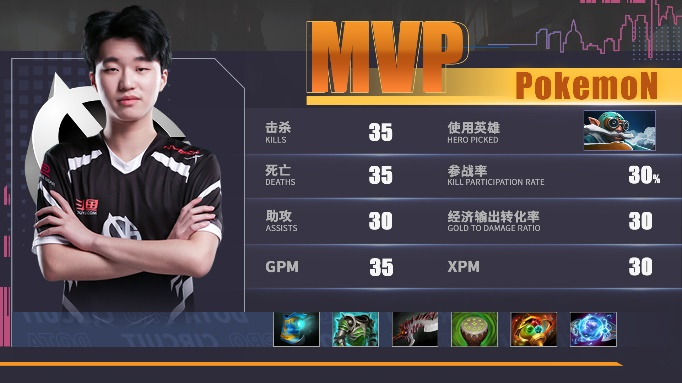 MVP
PokemoN
击杀 35 使用英雄
KILLS HERO PICKED
死亡 35 参战率 30%
DEATHS KILL PARTICIPATION RATE
助攻 30 经济输出转化率 30
ASSISTS GOLD TO DAMAGE RATIO
GPM 35 XPM 30